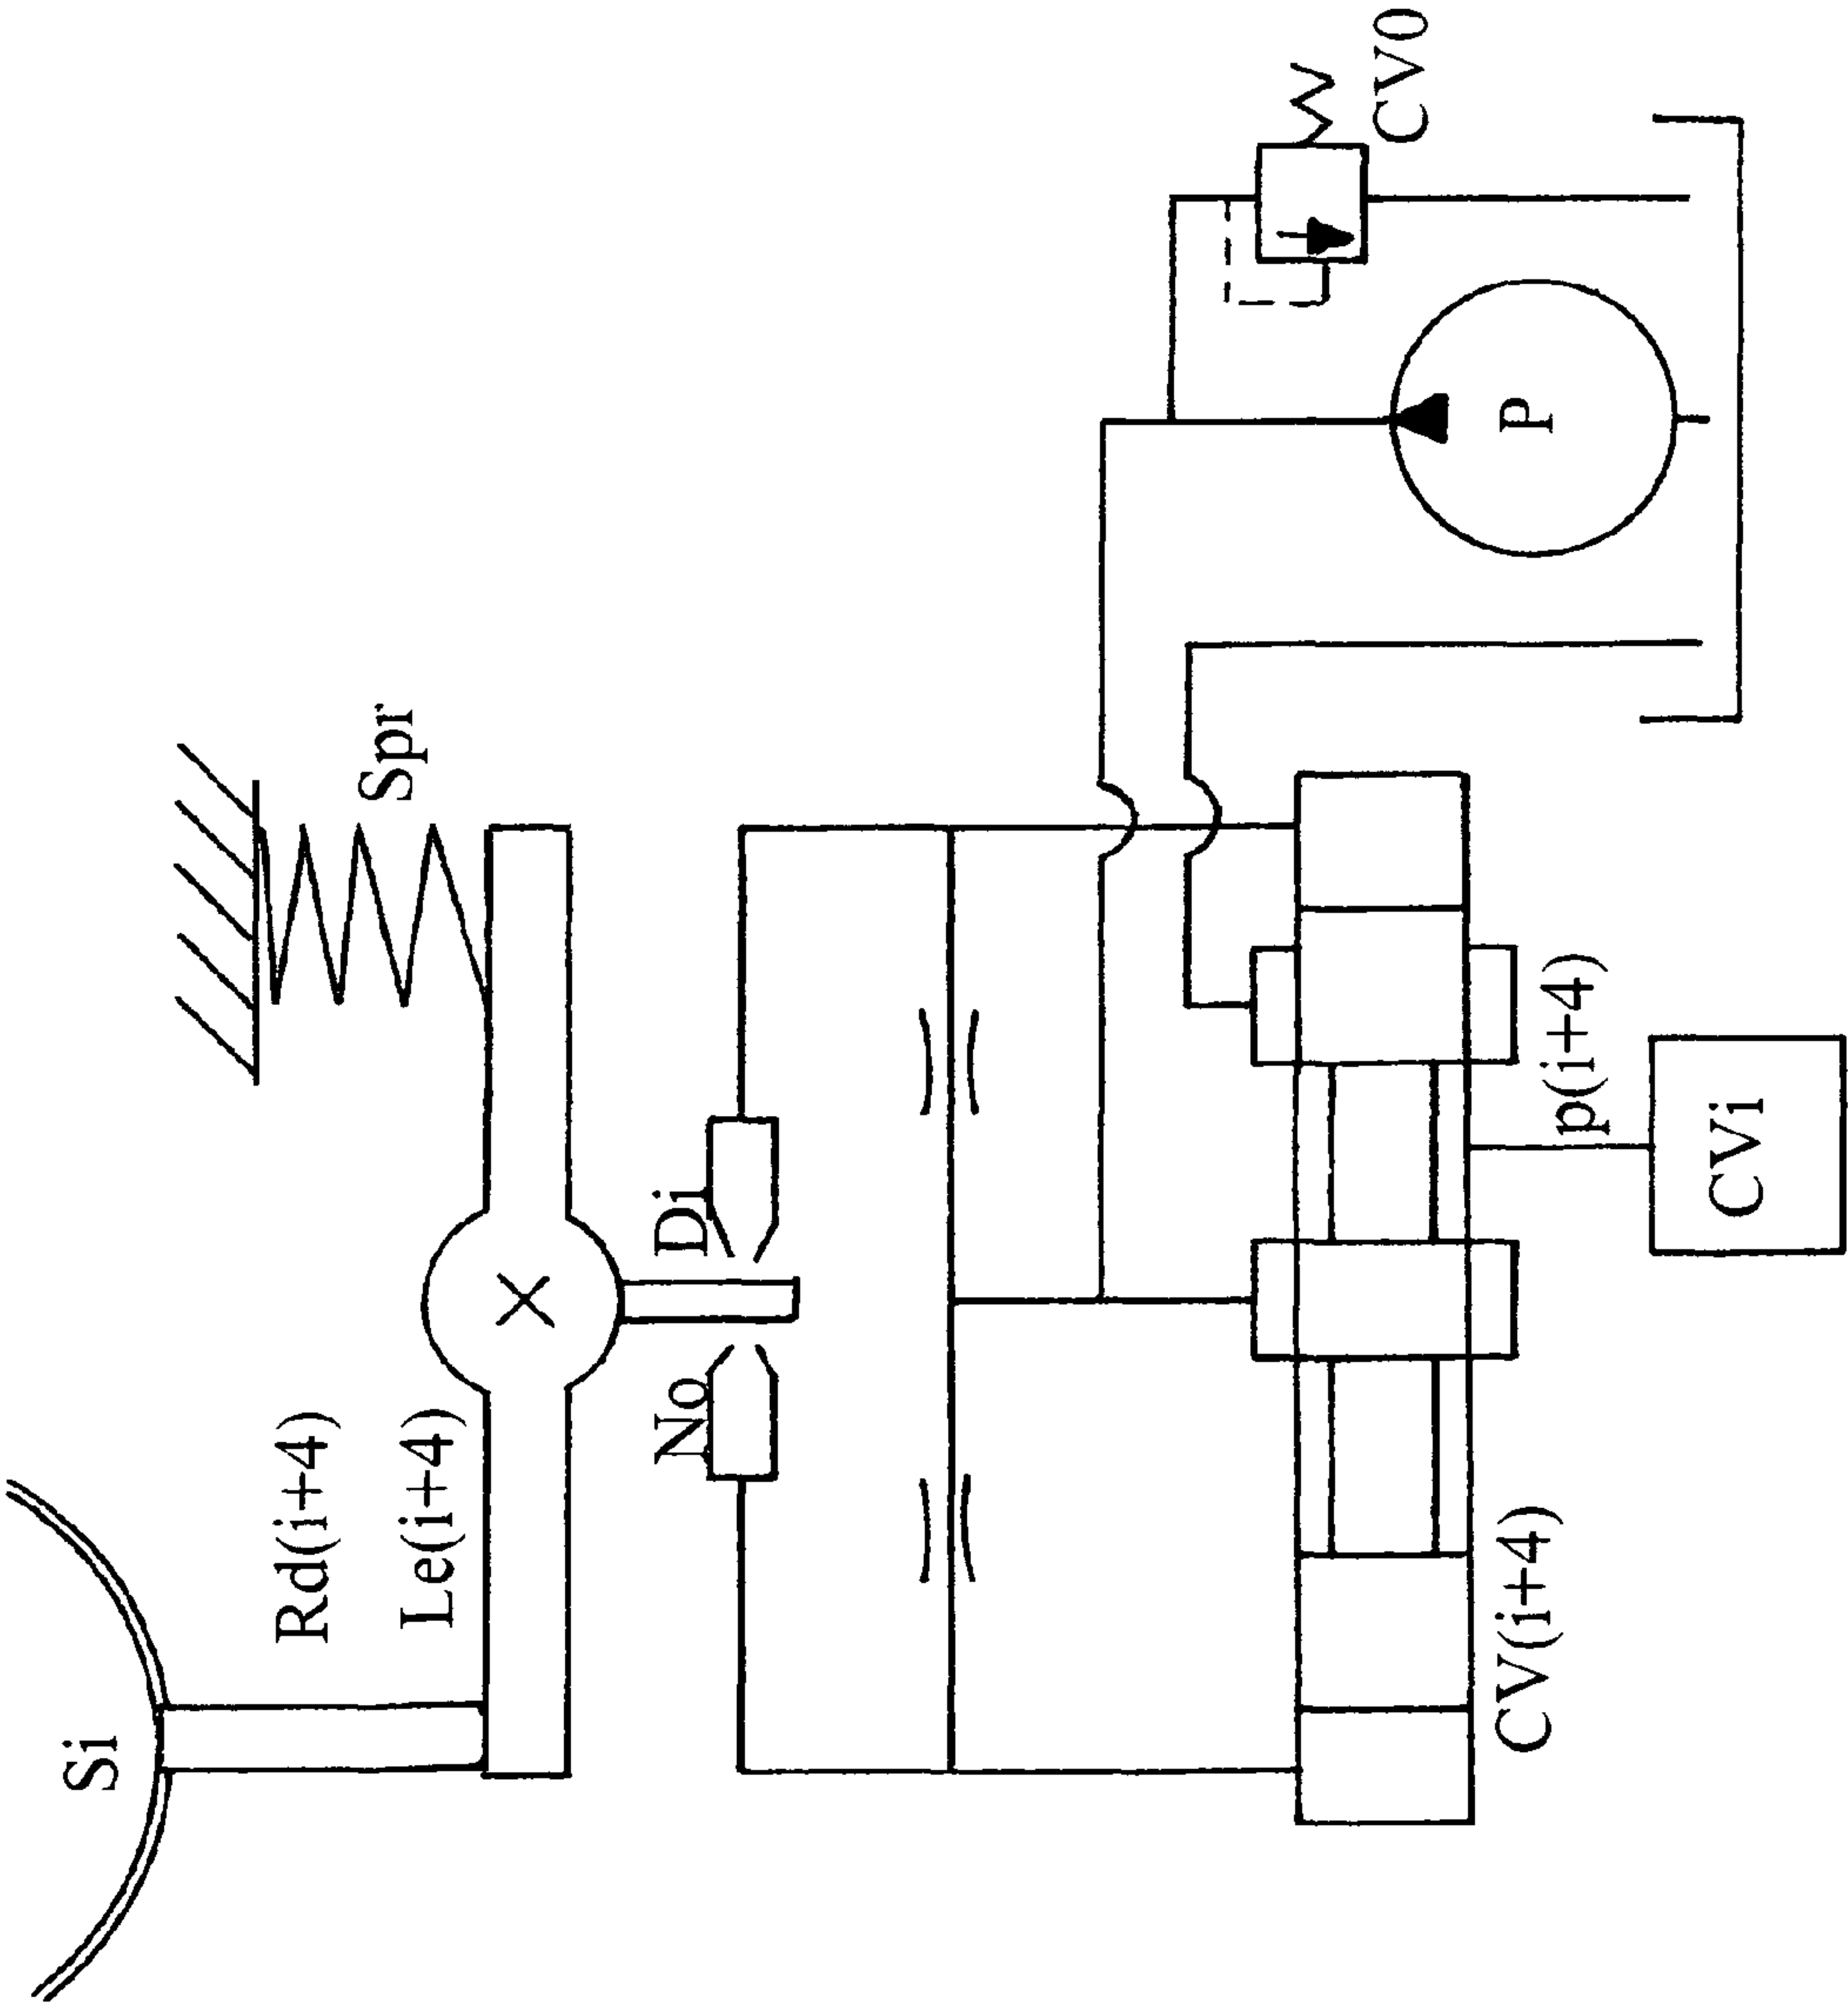 Si
Rd(i+4)
Le(i+4)
Spr
No
Di
CV(i+4)
p(i+4)
CVi
P
CV0